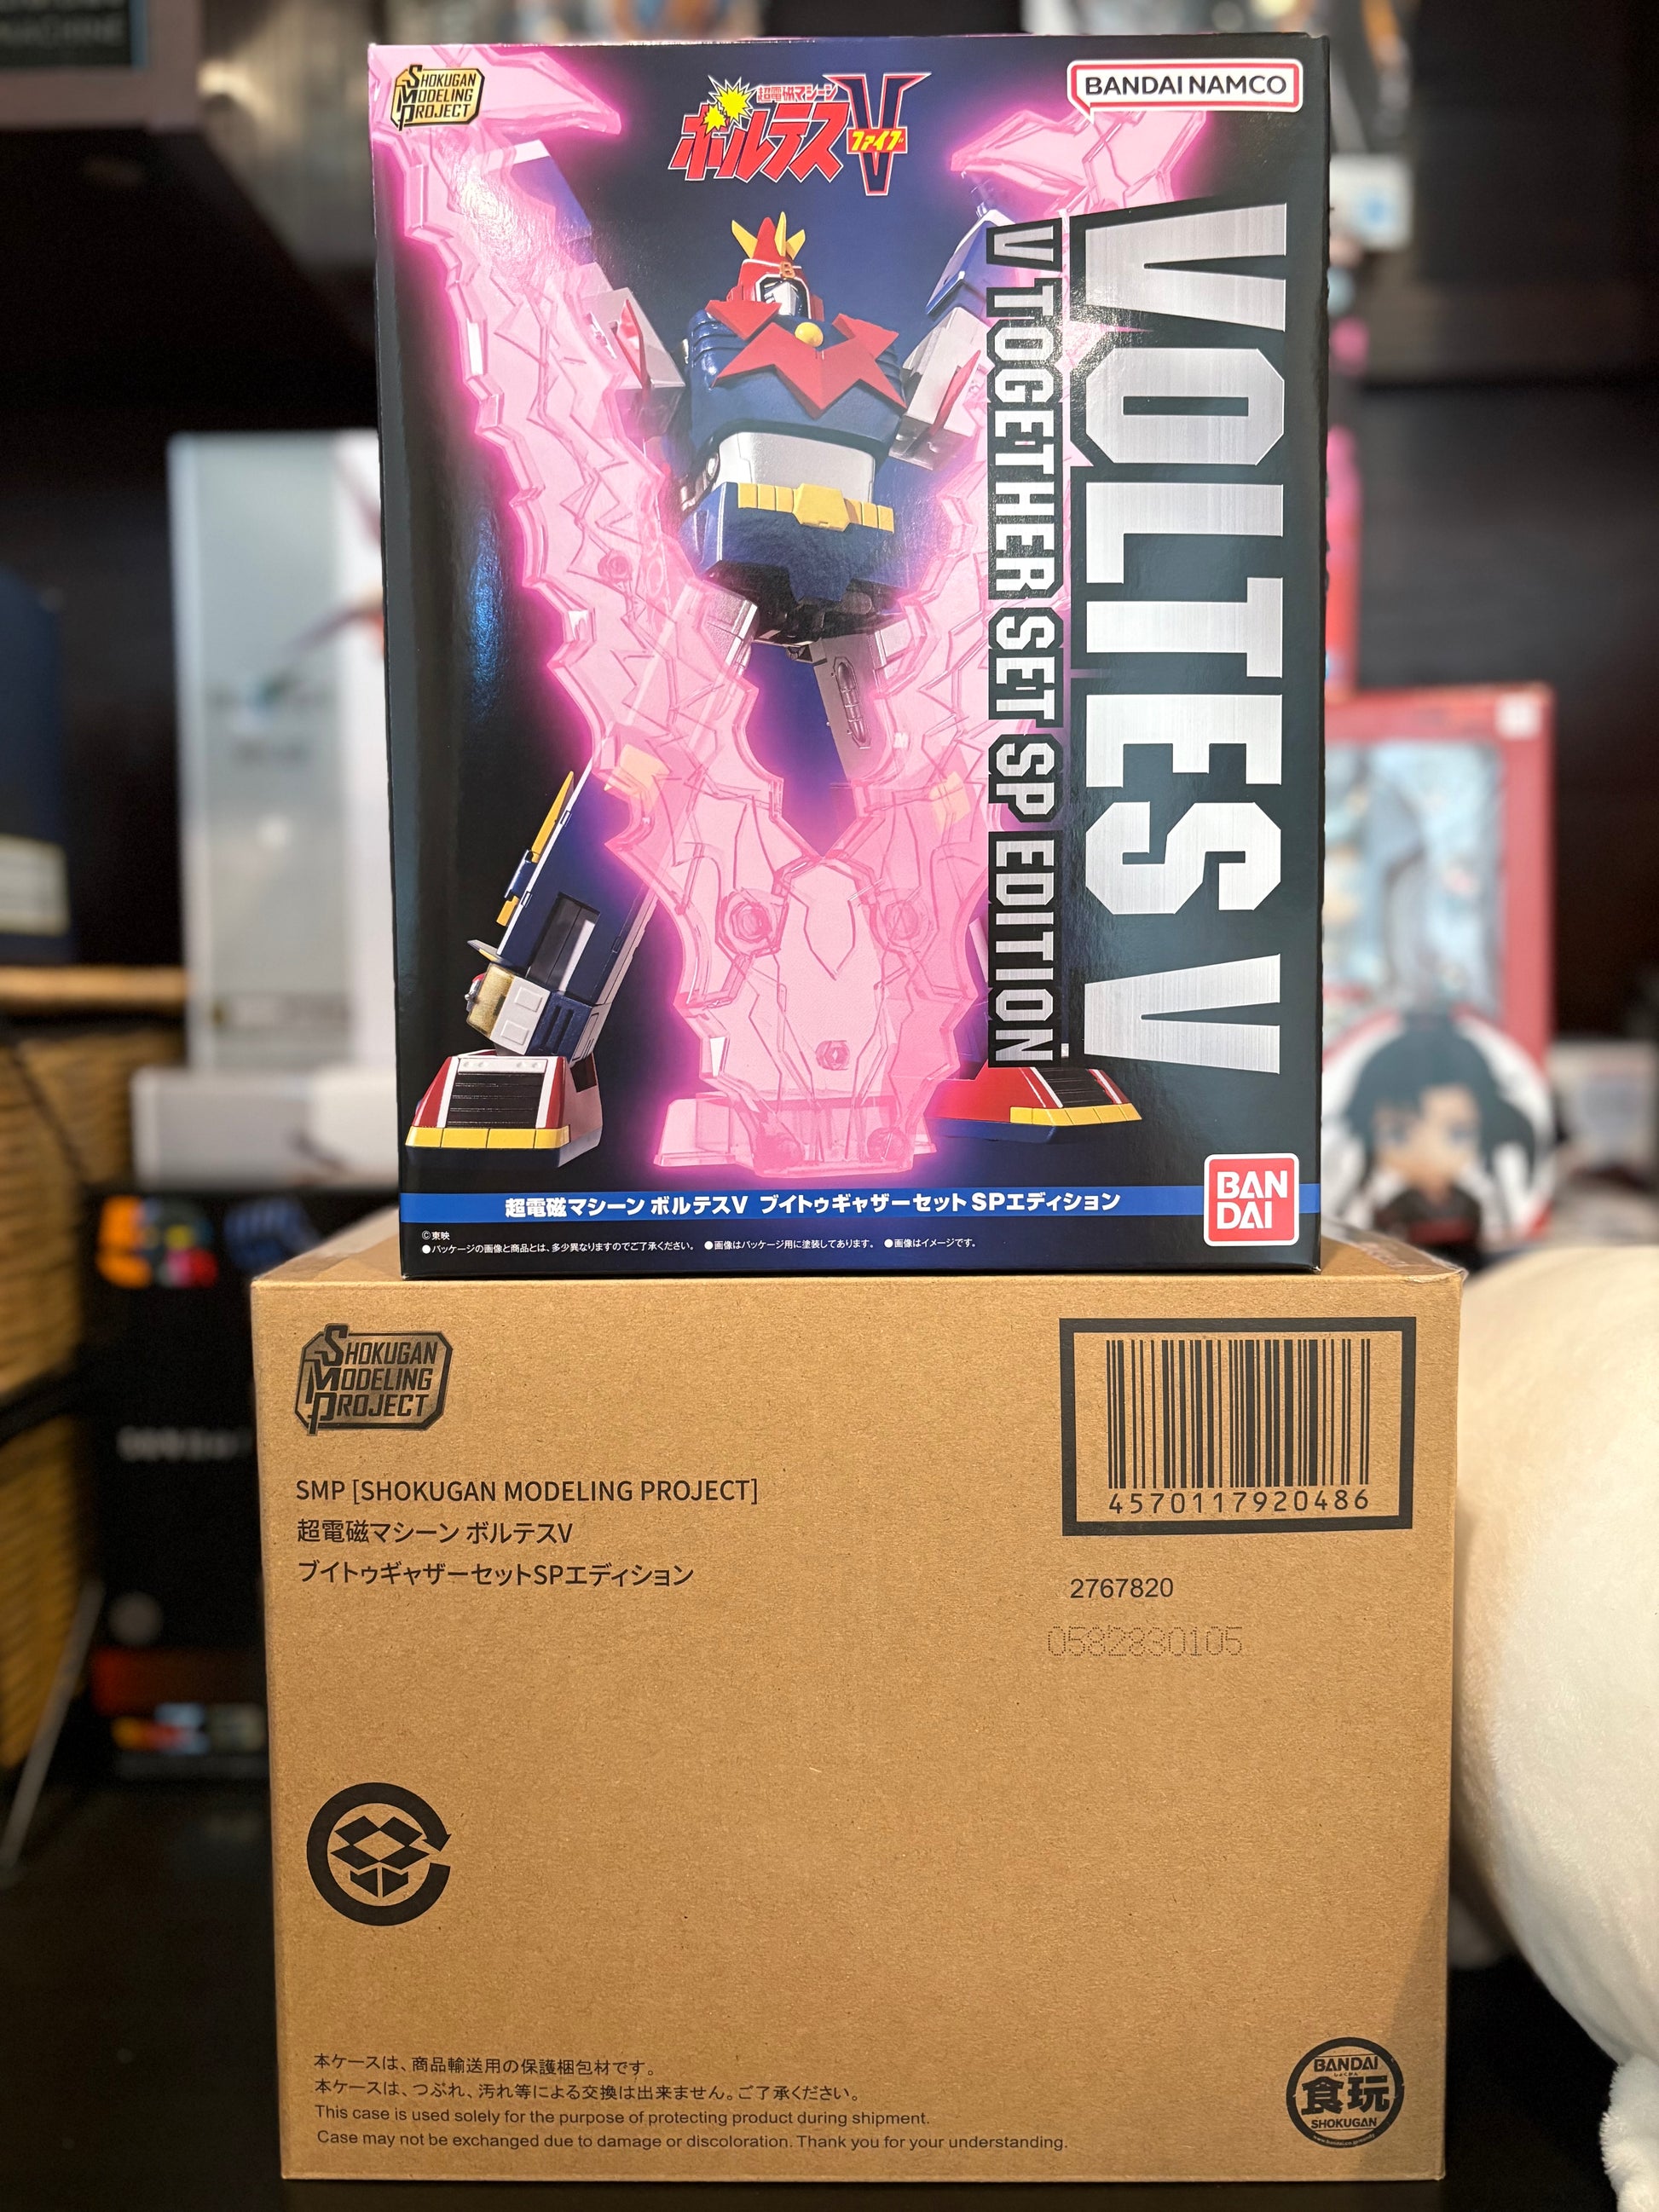 SHOKUGAN
MODELING
PROJECT
超電磁マシーン
ボルテスV
ファイブ
BANDAI NAMCO
VOLTES V
V TOGETHER SET SP EDITION
超電磁マシーン ボルテスV ブイトゥギャザーセット SPエディション
BAN
DAI
©東映
●パッケージの画像と商品とは、多少異なりますのでご了承ください。 ●画像はパッケージ用に塗装してあります。 ●画像はイメージです。
SHOKUGAN
MODELING
PROJECT
4570117920486
SMP [SHOKUGAN MODELING PROJECT]
超電磁マシーン ボルテスV
ブイトゥギャザーセットSPエディション
2767820
0582830105
本ケースは、商品輸送用の保護梱包材です。
本ケースは、つぶれ、汚れ等による交換は出来ません。ご了承ください。
This case is used solely for the purpose of protecting product during shipment.
Case may not be exchanged due to damage or discoloration. Thank you for your understanding.
BANDAI
しょくがん
食玩
SHOKUGAN